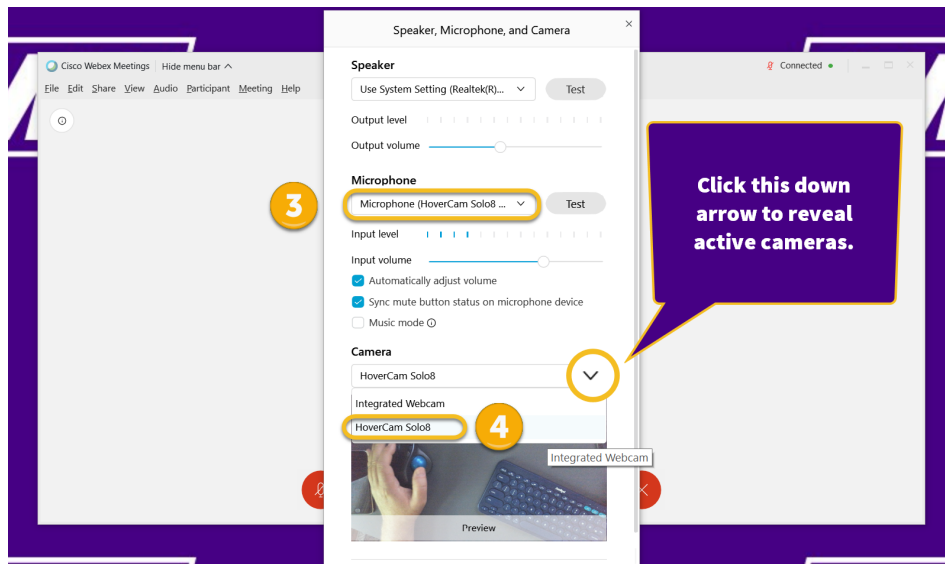 Speaker, Microphone, and Camera
Cisco Webex Meetings
Hide menu bar
Connected
File Edit Share View Audio Participant Meeting Help
Speaker
Use System Setting (Realtek(R)...
Test
Output level
Output volume
Microphone
3
Microphone (HoverCam Solo8 ...
Test
Input level
Input volume
Automatically adjust volume
Sync mute button status on microphone device
Music mode
Camera
HoverCam Solo8
Integrated Webcam
HoverCam Solo8
4
Integrated Webcam
Preview
Click this down
arrow to reveal
active cameras.